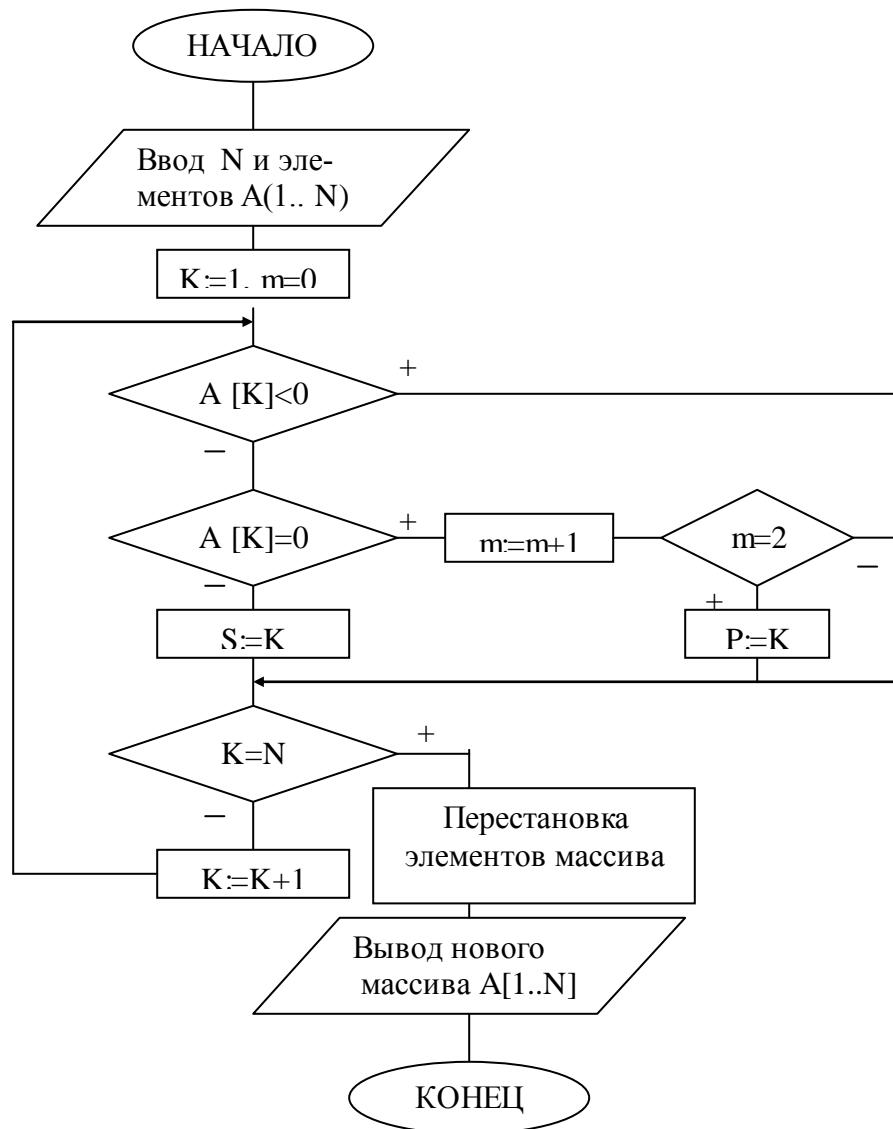 НАЧАЛО
Ввод N и эле-
ментов А(1.. N)
K:=1, m=0
+
A [K]<0
–
+
A [K]=0
m:=m+1
m=2
–
–
+
S:=K
P:=K
+
K=N
–
Перестановка
элементов массива
K:=K+1
Вывод нового
массива A[1..N]
КОНЕЦ